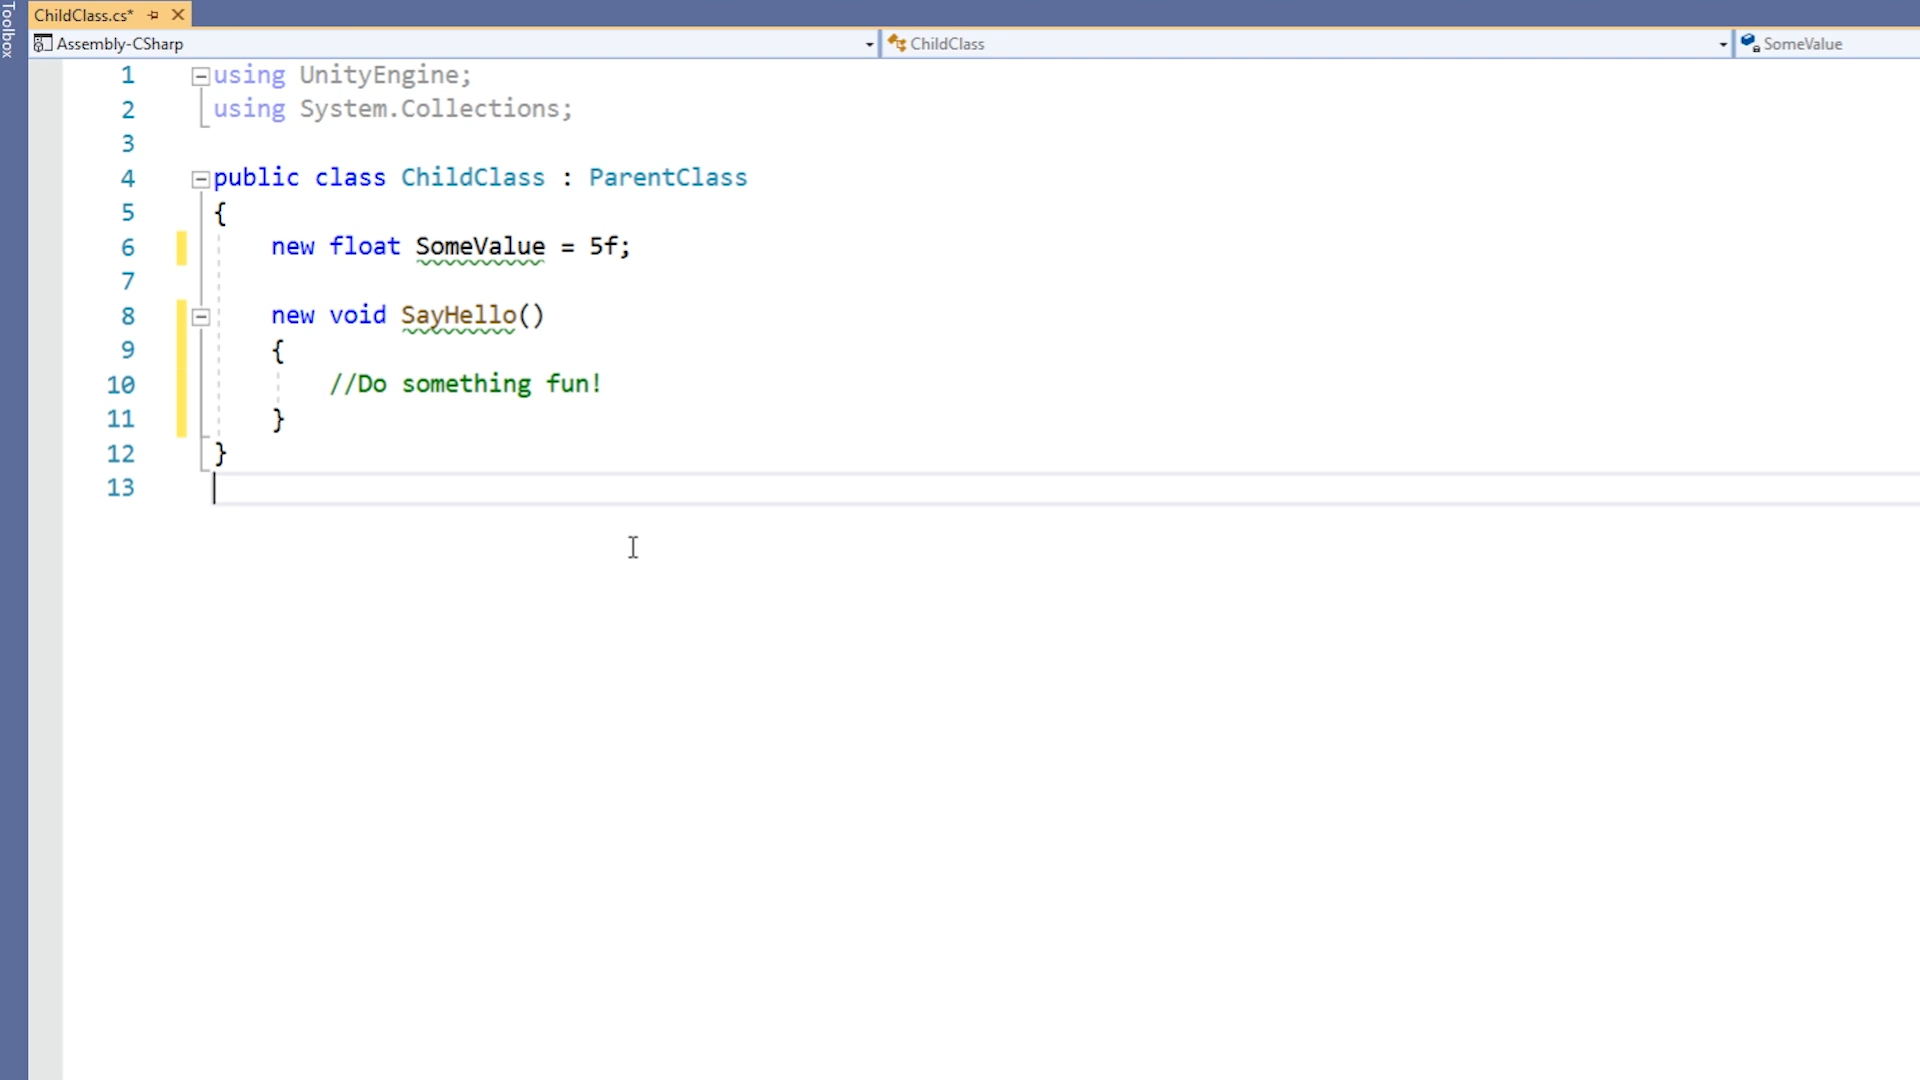 Toolbox
ChildClass.cs*
Assembly-CSharp
ChildClass
SomeValue
1 using UnityEngine;
2 using System.Collections;
3
4 public class ChildClass : ParentClass
5 {
6 new float SomeValue = 5f;
7
8 new void SayHello()
9 {
10 //Do something fun!
11 }
12 }
13